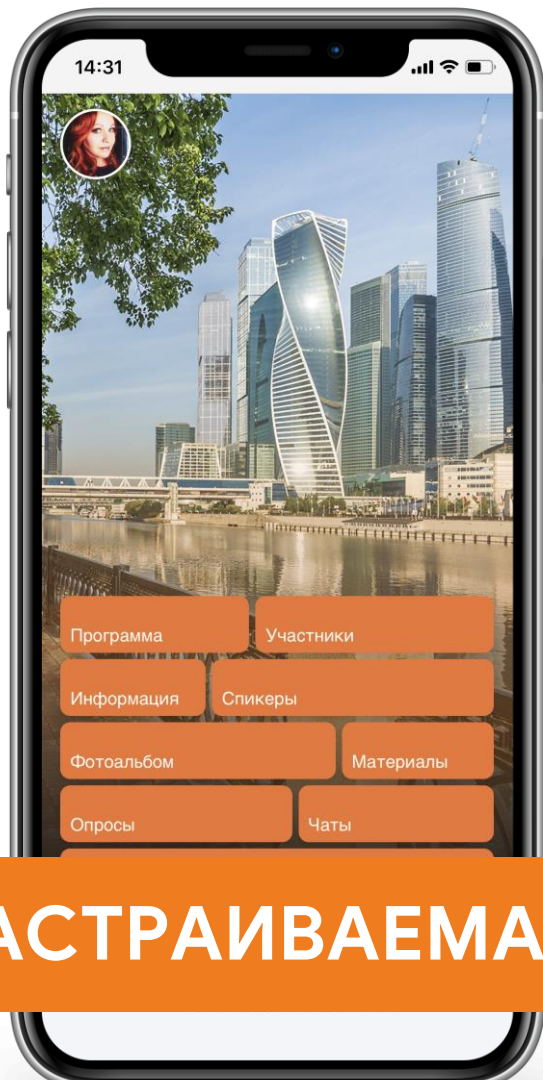 14:31
Программа Участники
Информация Спикеры
Фотоальбом Материалы
Опросы Чаты
АСТРАИВАЕМА